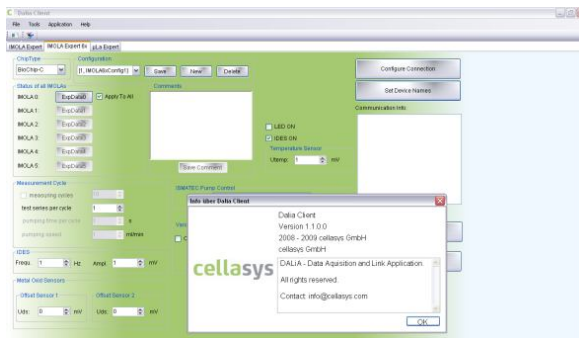 Dalia Client
File Tools Application Help
IMOLA Expert IMOLA Expert Ex pLa Expert
ChipType
Configuration
BioChip-C
[1, IMOLAExConfig1]
Save
New
Delete
Configure Connection
Set Device Names
Status of all IMOLAs
Comments
Communication Info
IMOLA 0: ExpData0 Apply To All
IMOLA 1: ExpData1
IMOLA 2: ExpData2
IMOLA 3: ExpData3
IMOLA 4: ExpData4
IMOLA 5: ExpData5
LED ON
IDES ON
Temperature Sensor
Utemp: 1 mV
Save Comment
Measurement Cycle
measuring cycles
test series per cycle 1
pumping time per cycle s
pumping speed ml/min
ISMATEC Pump Control
IDES
Frequ. 1 Hz Ampl. 1 mV
Metal Oxid Sensors
Offset Sensor 1 Offset Sensor 2
Uds: 0 mV Uds: 0 mV
Info über Dalia Client
Dalia Client
Version 1.1.0.0
2008 - 2009 cellasys GmbH
cellasys GmbH
cellasys
DALiA - Data Aquisition and Link Application.
All rights reserved.
Contact: info@cellasys.com
OK